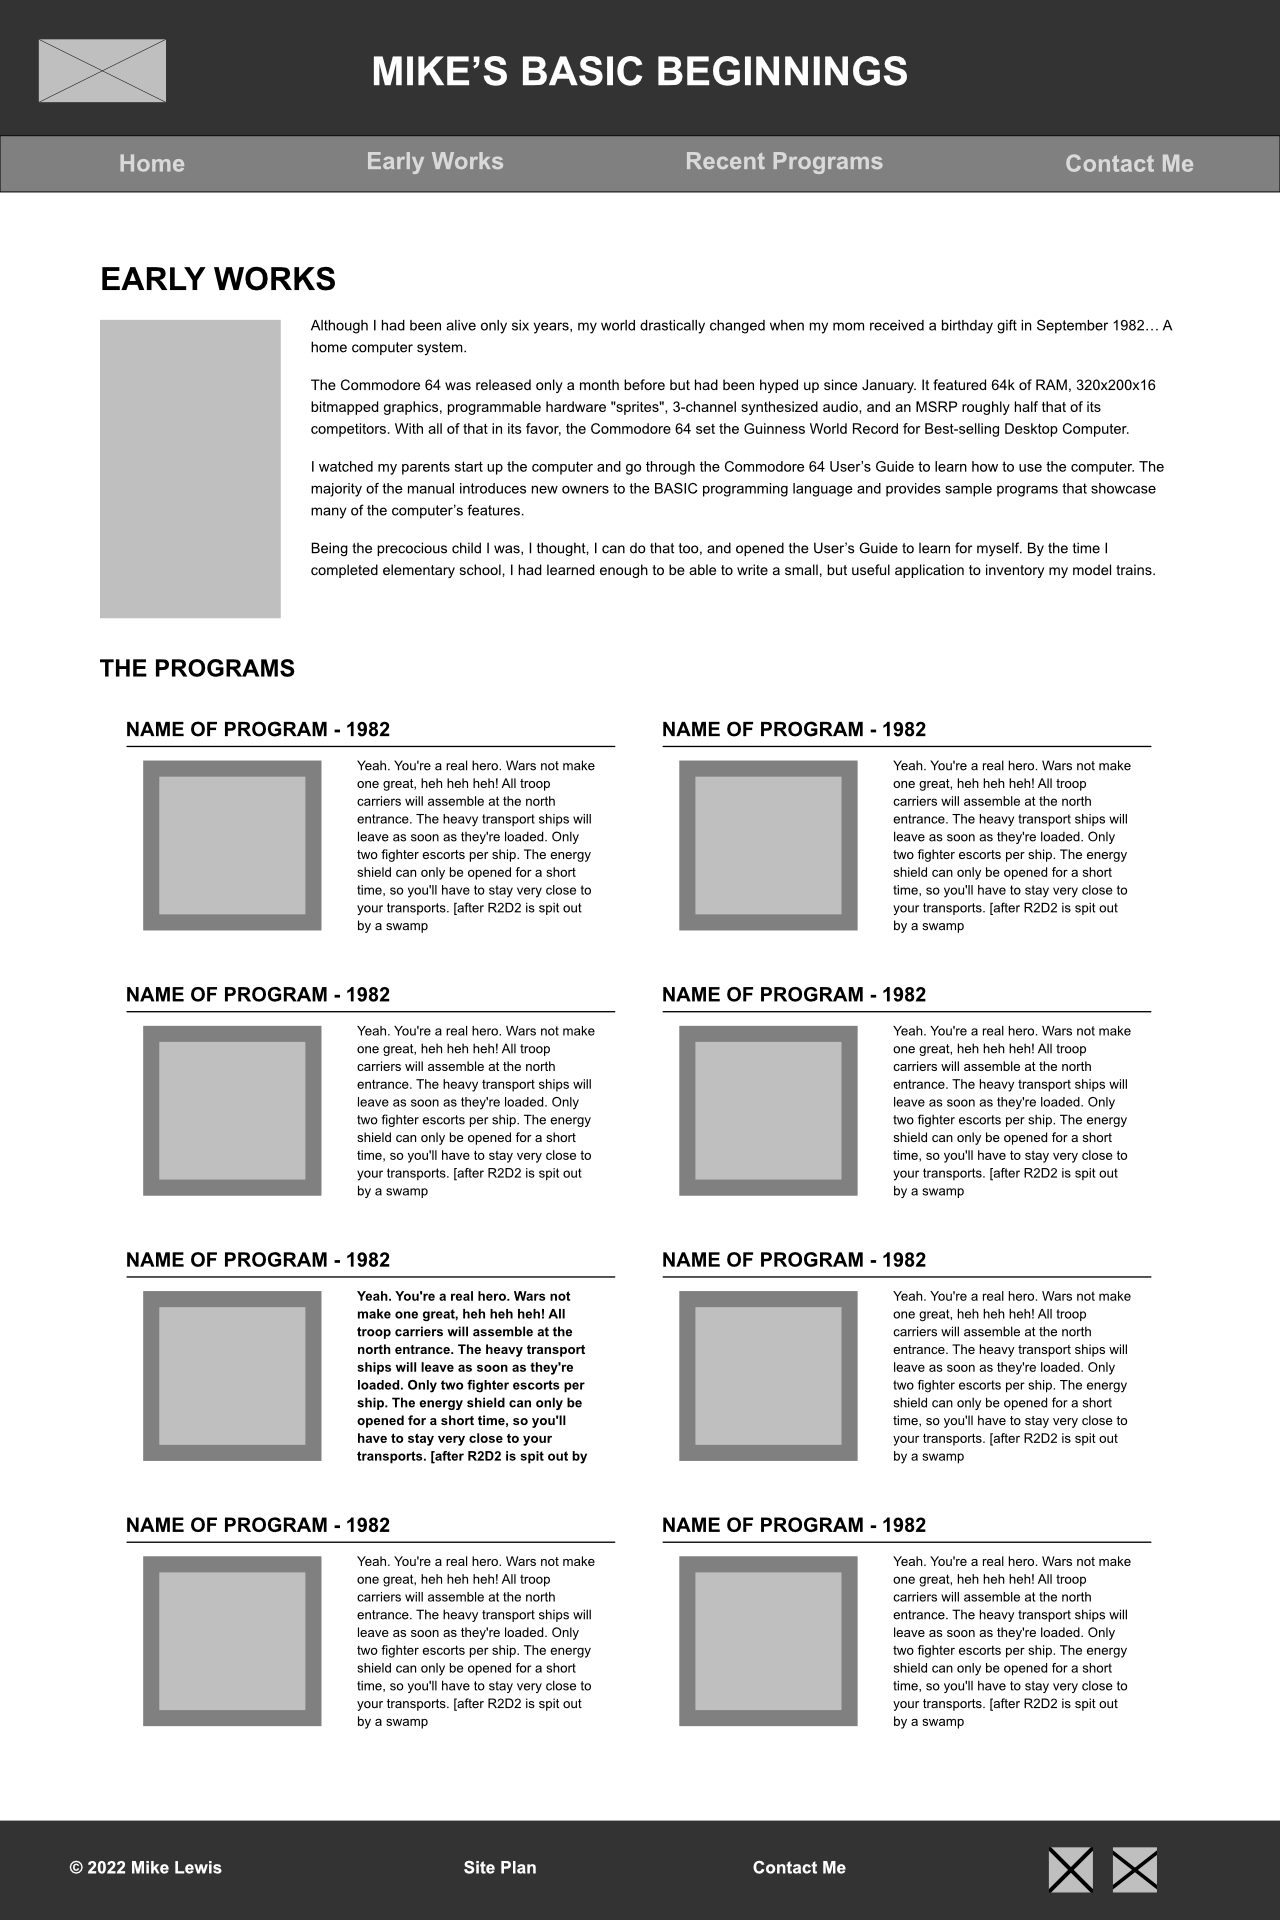 MIKE’S BASIC BEGINNINGS
Home
Early Works
Recent Programs
Contact Me
EARLY WORKS
Although I had been alive only six years, my world drastically changed when my mom received a birthday gift in September 1982… A
home computer system.
The Commodore 64 was released only a month before but had been hyped up since January. It featured 64k of RAM, 320x200x16
bitmapped graphics, programmable hardware "sprites", 3-channel synthesized audio, and an MSRP roughly half that of its
competitors. With all of that in its favor, the Commodore 64 set the Guinness World Record for Best-selling Desktop Computer.
I watched my parents start up the computer and go through the Commodore 64 User’s Guide to learn how to use the computer. The
majority of the manual introduces new owners to the BASIC programming language and provides sample programs that showcase
many of the computer’s features.
Being the precocious child I was, I thought, I can do that too, and opened the User’s Guide to learn for myself. By the time I
completed elementary school, I had learned enough to be able to write a small, but useful application to inventory my model trains.
THE PROGRAMS
NAME OF PROGRAM - 1982
Yeah. You're a real hero. Wars not make
one great, heh heh heh! All troop
carriers will assemble at the north
entrance. The heavy transport ships will
leave as soon as they're loaded. Only
two fighter escorts per ship. The energy
shield can only be opened for a short
time, so you'll have to stay very close to
your transports. [after R2D2 is spit out
by a swamp
NAME OF PROGRAM - 1982
Yeah. You're a real hero. Wars not make
one great, heh heh heh! All troop
carriers will assemble at the north
entrance. The heavy transport ships will
leave as soon as they're loaded. Only
two fighter escorts per ship. The energy
shield can only be opened for a short
time, so you'll have to stay very close to
your transports. [after R2D2 is spit out
by a swamp
NAME OF PROGRAM - 1982
Yeah. You're a real hero. Wars not make
one great, heh heh heh! All troop
carriers will assemble at the north
entrance. The heavy transport ships will
leave as soon as they're loaded. Only
two fighter escorts per ship. The energy
shield can only be opened for a short
time, so you'll have to stay very close to
your transports. [after R2D2 is spit out
by a swamp
NAME OF PROGRAM - 1982
Yeah. You're a real hero. Wars not make
one great, heh heh heh! All troop
carriers will assemble at the north
entrance. The heavy transport ships will
leave as soon as they're loaded. Only
two fighter escorts per ship. The energy
shield can only be opened for a short
time, so you'll have to stay very close to
your transports. [after R2D2 is spit out
by a swamp
NAME OF PROGRAM - 1982
Yeah. You're a real hero. Wars not
make one great, heh heh heh! All
troop carriers will assemble at the
north entrance. The heavy transport
ships will leave as soon as they're
loaded. Only two fighter escorts per
ship. The energy shield can only be
opened for a short time, so you'll
have to stay very close to your
transports. [after R2D2 is spit out by
NAME OF PROGRAM - 1982
Yeah. You're a real hero. Wars not make
one great, heh heh heh! All troop
carriers will assemble at the north
entrance. The heavy transport ships will
leave as soon as they're loaded. Only
two fighter escorts per ship. The energy
shield can only be opened for a short
time, so you'll have to stay very close to
your transports. [after R2D2 is spit out
by a swamp
NAME OF PROGRAM - 1982
Yeah. You're a real hero. Wars not make
one great, heh heh heh! All troop
carriers will assemble at the north
entrance. The heavy transport ships will
leave as soon as they're loaded. Only
two fighter escorts per ship. The energy
shield can only be opened for a short
time, so you'll have to stay very close to
your transports. [after R2D2 is spit out
by a swamp
NAME OF PROGRAM - 1982
Yeah. You're a real hero. Wars not make
one great, heh heh heh! All troop
carriers will assemble at the north
entrance. The heavy transport ships will
leave as soon as they're loaded. Only
two fighter escorts per ship. The energy
shield can only be opened for a short
time, so you'll have to stay very close to
your transports. [after R2D2 is spit out
by a swamp
© 2022 Mike Lewis
Site Plan
Contact Me